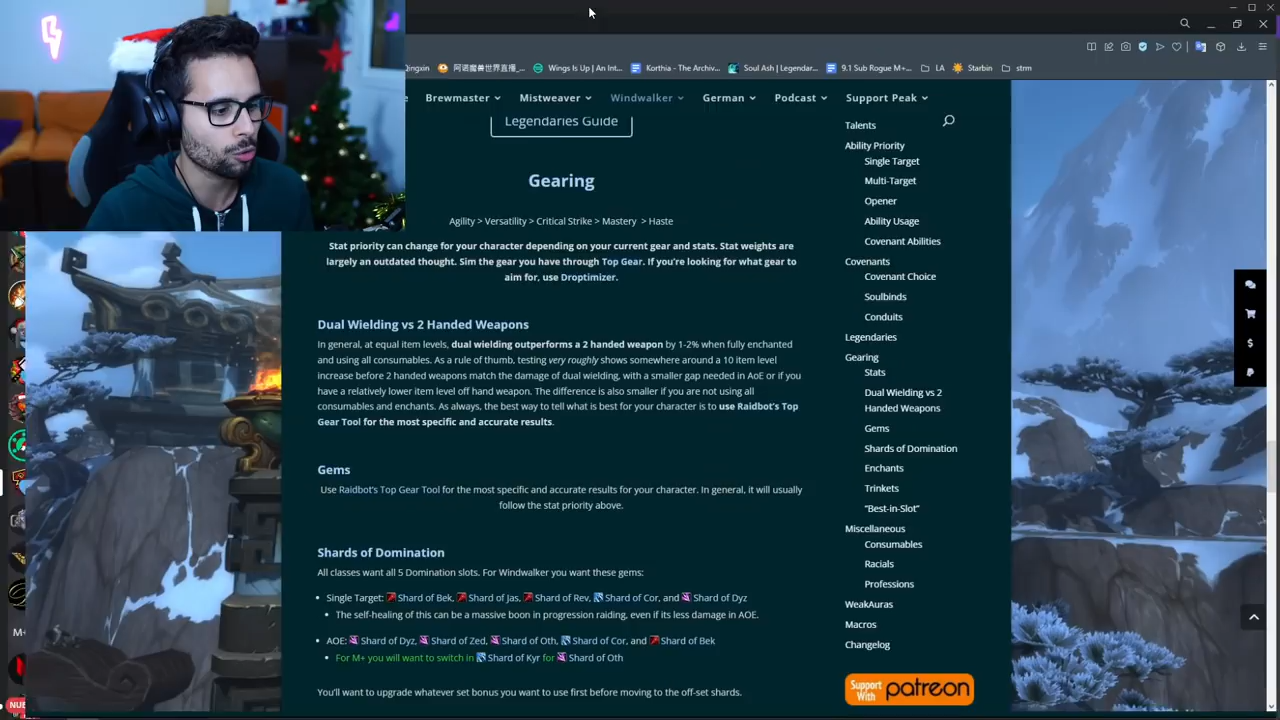 Qingxin
阿诺魔兽世界直播_...
Wings Is Up | An Int...
Korthia - The Archiv...
Soul Ash | Legendar...
9.1 Sub Rogue M+...
LA
Starbin
stm
Brewmaster
Mistweaver
Windwalker
German
Podcast
Support Peak
Legendaries Guide
Gearing
Agility > Versatility > Critical Strike > Mastery > Haste
Stat priority can change for your character depending on your current gear and stats. Stat weights are
largely an outdated thought. Sim the gear you have through Top Gear. If you're looking for what gear to
aim for, use Droptimizer.
Dual Wielding vs 2 Handed Weapons
In general, at equal item levels, dual wielding outperforms a 2 handed weapon by 1-2% when fully enchanted
and using all consumables. As a rule of thumb, testing very roughly shows somewhere around a 10 item level
increase before 2 handed weapons match the damage of dual wielding, with a smaller gap needed in AoE or if you
have a relatively lower item level off hand weapon. The difference is also smaller if you are not using all
consumables and enchants. As always, the best way to tell what is best for your character is to use Raidbot's Top
Gear Tool for the most specific and accurate results.
Gems
Use Raidbot's Top Gear Tool for the most specific and accurate results for your character. In general, it will usually
follow the stat priority above.
Shards of Domination
All classes want all 5 Domination slots. For Windwalker you want these gems:
Single Target: Shard of Bek, Shard of Jas, Shard of Rev, Shard of Cor, and Shard of Dyz
The self-healing of this can be a massive boon in progression raiding, even if its less damage in AOE.
AOE: Shard of Dyz, Shard of Zed, Shard of Oth, Shard of Cor, and Shard of Bek
For M+ you will want to switch in Shard of Kyr for Shard of Oth
You'll want to upgrade whatever set bonus you want to use first before moving to the off-set shards.
Talents
Ability Priority
Single Target
Multi-Target
Opener
Ability Usage
Covenant Abilities
Covenants
Covenant Choice
Soulbinds
Conduits
Legendaries
Gearing
Stats
Dual Wielding vs 2
Handed Weapons
Gems
Shards of Domination
Enchants
Trinkets
"Best-in-Slot"
Miscellaneous
Consumables
Racials
Professions
WeakAuras
Macros
Changelog
Support
With patreon
M+
NUE